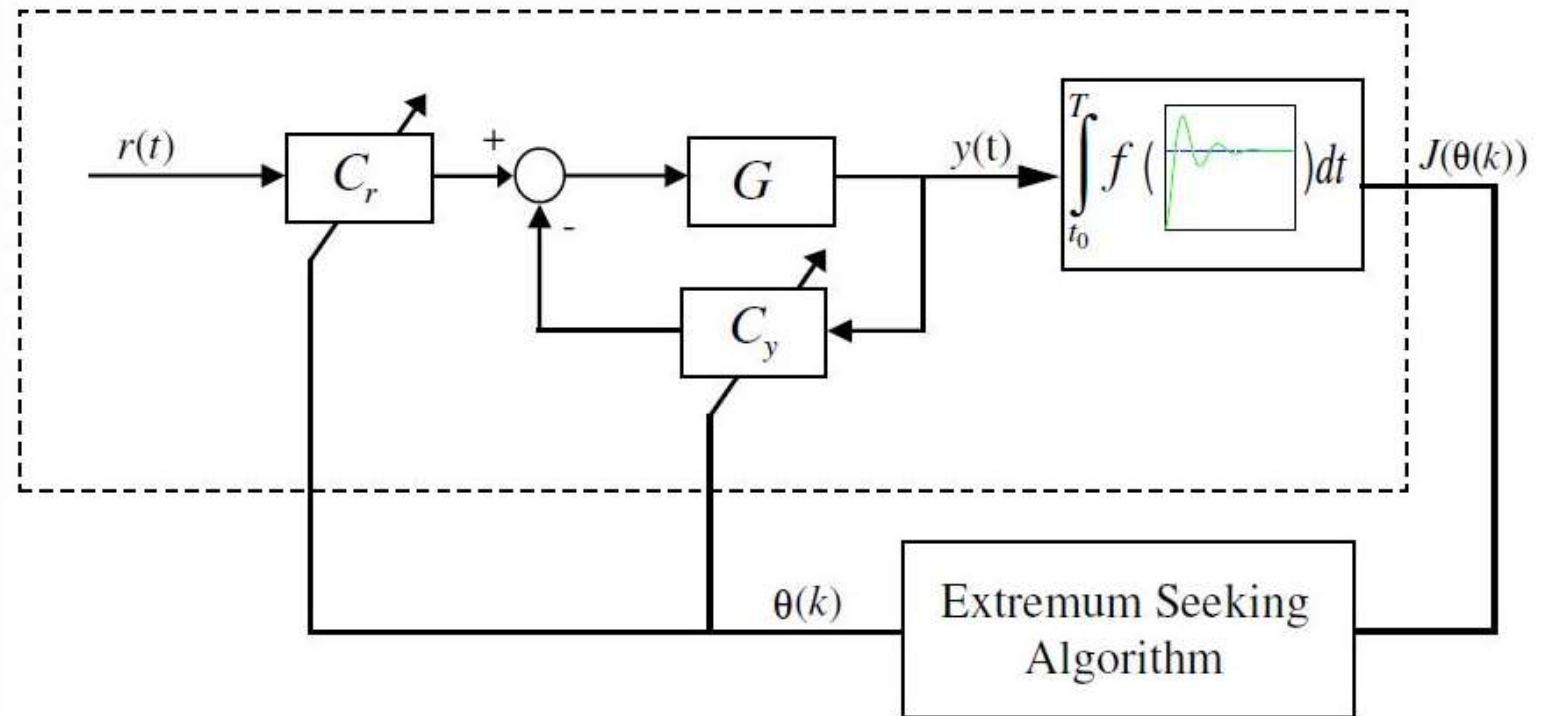 r(t)
C_r
+
-
G
y(t)
T
∫ f ( )dt
t_0
J(θ(k))
C_y
θ(k)
Extremum Seeking
Algorithm